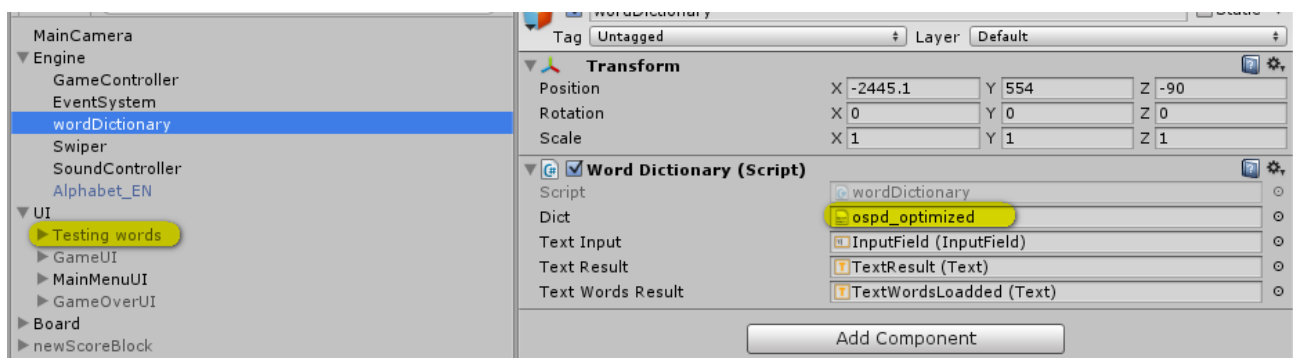 MainCamera
Engine
GameController
EventSystem
wordDictionary
Swiper
SoundController
Alphabet_EN
UI
Testing words
GameUI
MainMenuUI
GameOverUI
Board
newScoreBlock
wordDictionary
Static
Tag Untagged Layer Default
Transform
Position X -2445.1 Y 554 Z -90
Rotation X 0 Y 0 Z 0
Scale X 1 Y 1 Z 1
Word Dictionary (Script)
Script wordDictionary
Dict ospd_optimized
Text Input InputField (InputField)
Text Result TextResult (Text)
Text Words Result TextWordsLoadded (Text)
Add Component